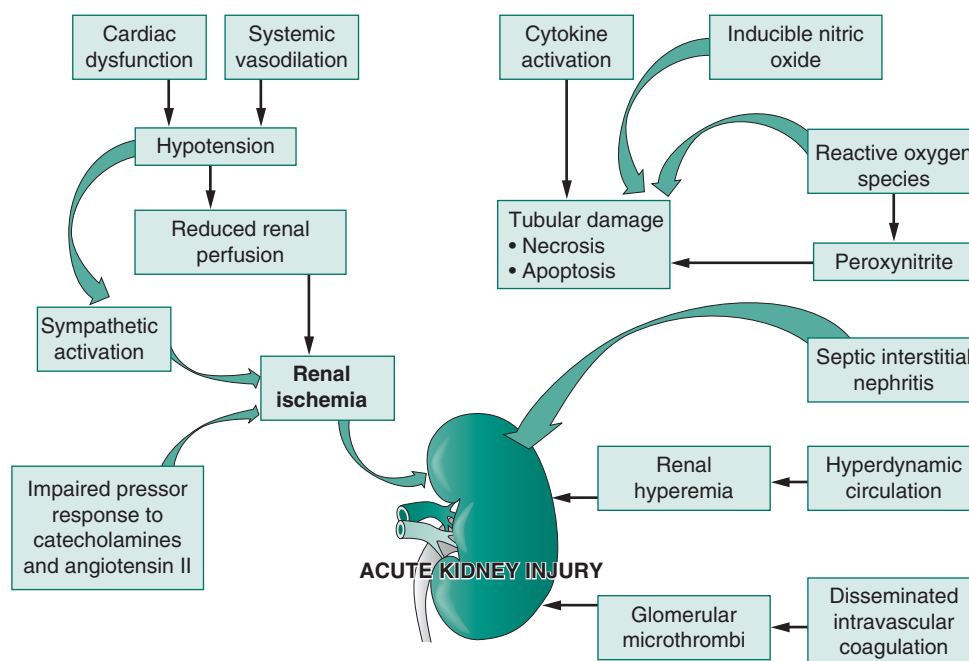 Cardiac
dysfunction
Systemic
vasodilation
Hypotension
Reduced renal
perfusion
Sympathetic
activation
Renal
ischemia
Impaired pressor
response to
catecholamines
and angiotensin II
Cytokine
activation
Inducible nitric
oxide
Reactive oxygen
species
Tubular damage
• Necrosis
• Apoptosis
Peroxynitrite
Septic interstitial
nephritis
Renal
hyperemia
Hyperdynamic
circulation
ACUTE KIDNEY INJURY
Glomerular
microthrombi
Disseminated
intravascular
coagulation